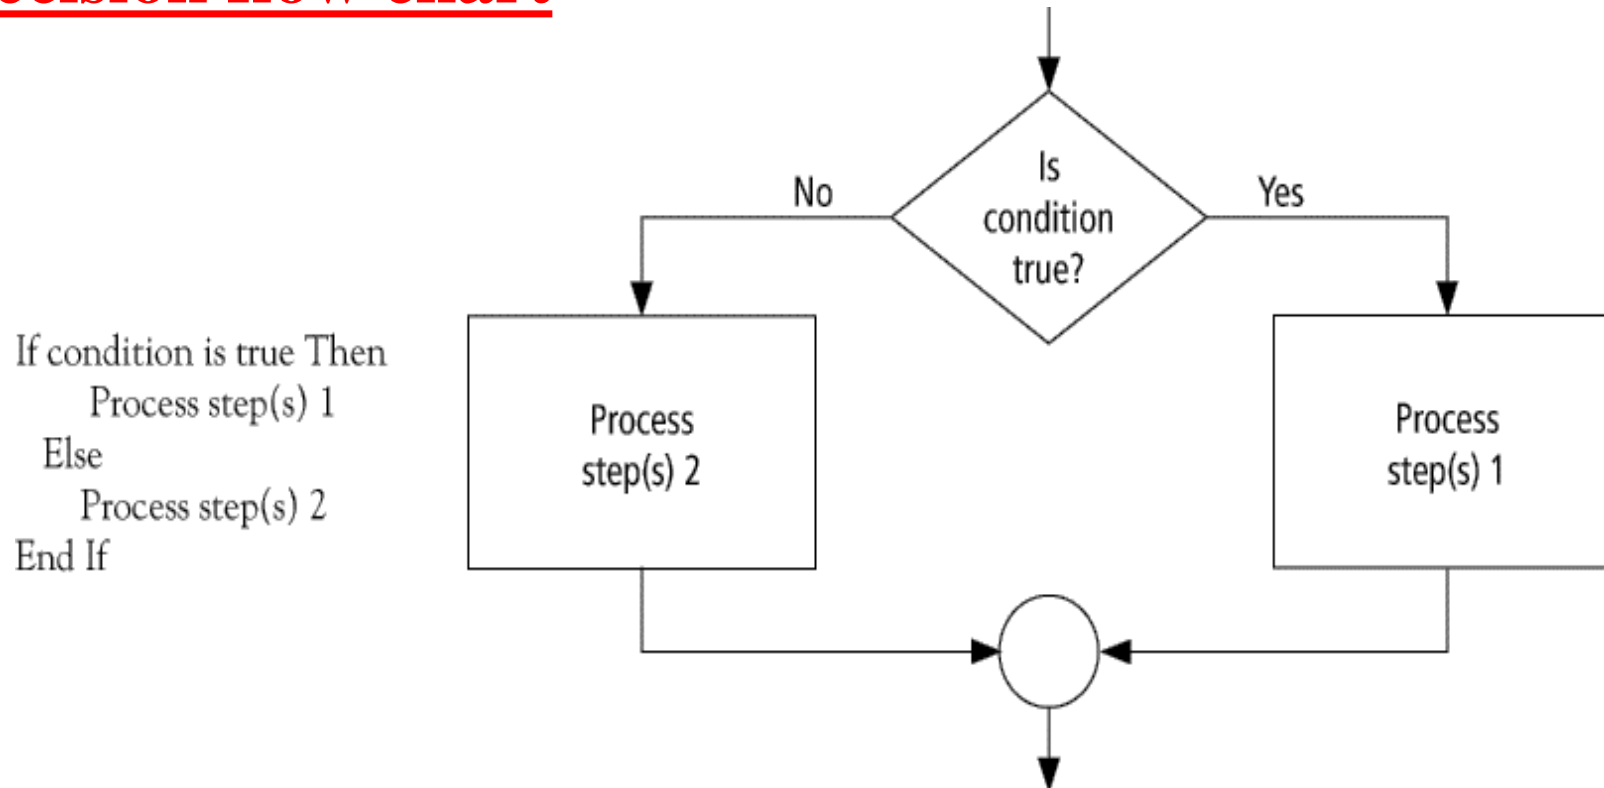 If condition is true Then
Process step(s) 1
Else
Process step(s) 2
End If
No
Is
condition
true?
Yes
Process
step(s) 2
Process
step(s) 1